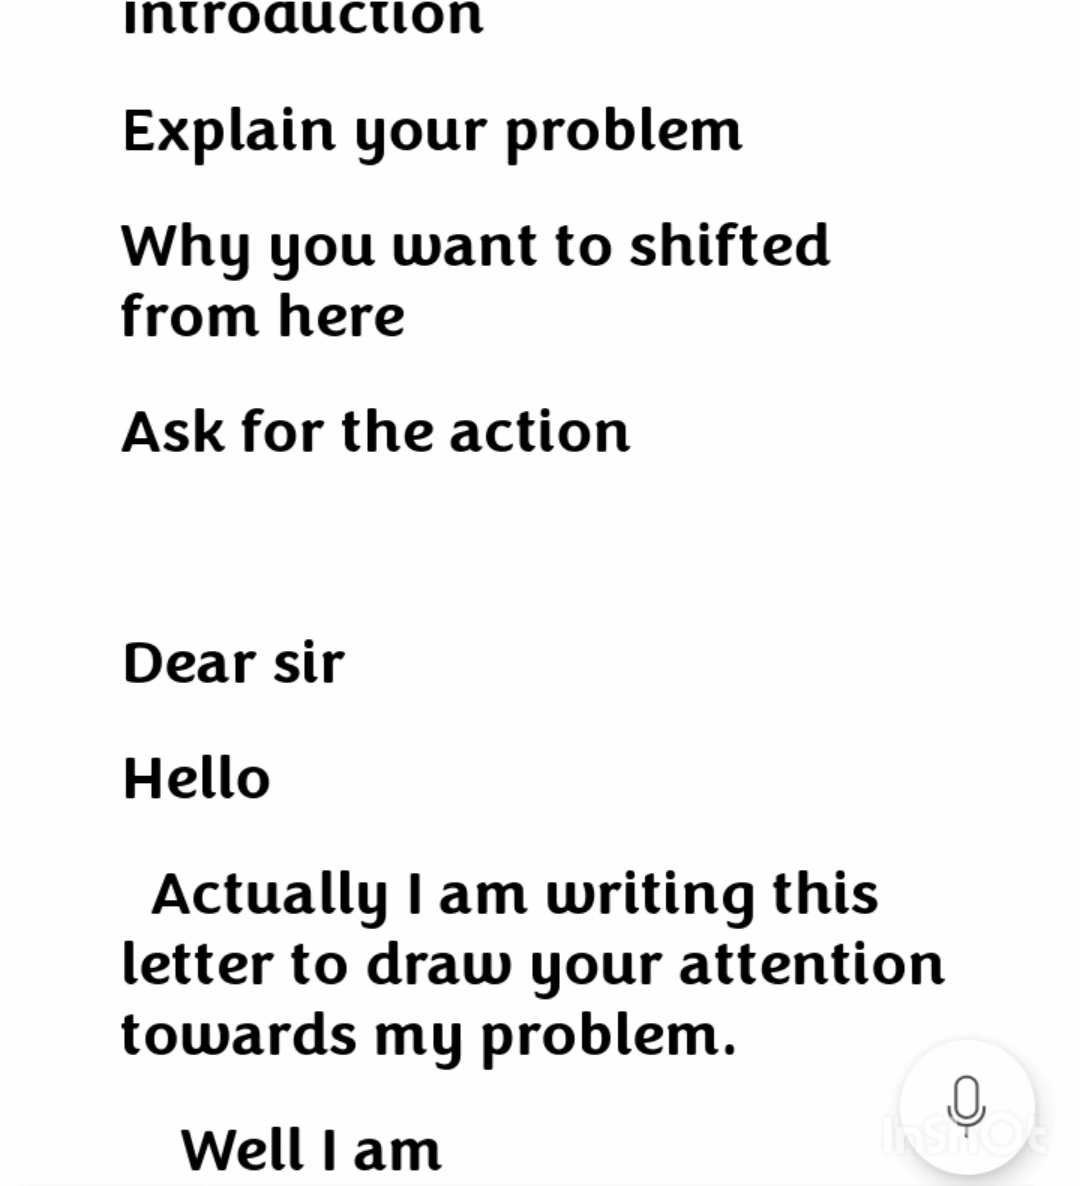 introduction
Explain your problem
Why you want to shifted
from here
Ask for the action
Dear sir
Hello
Actually I am writing this
letter to draw your attention
towards my problem.
Well I am
InShOt